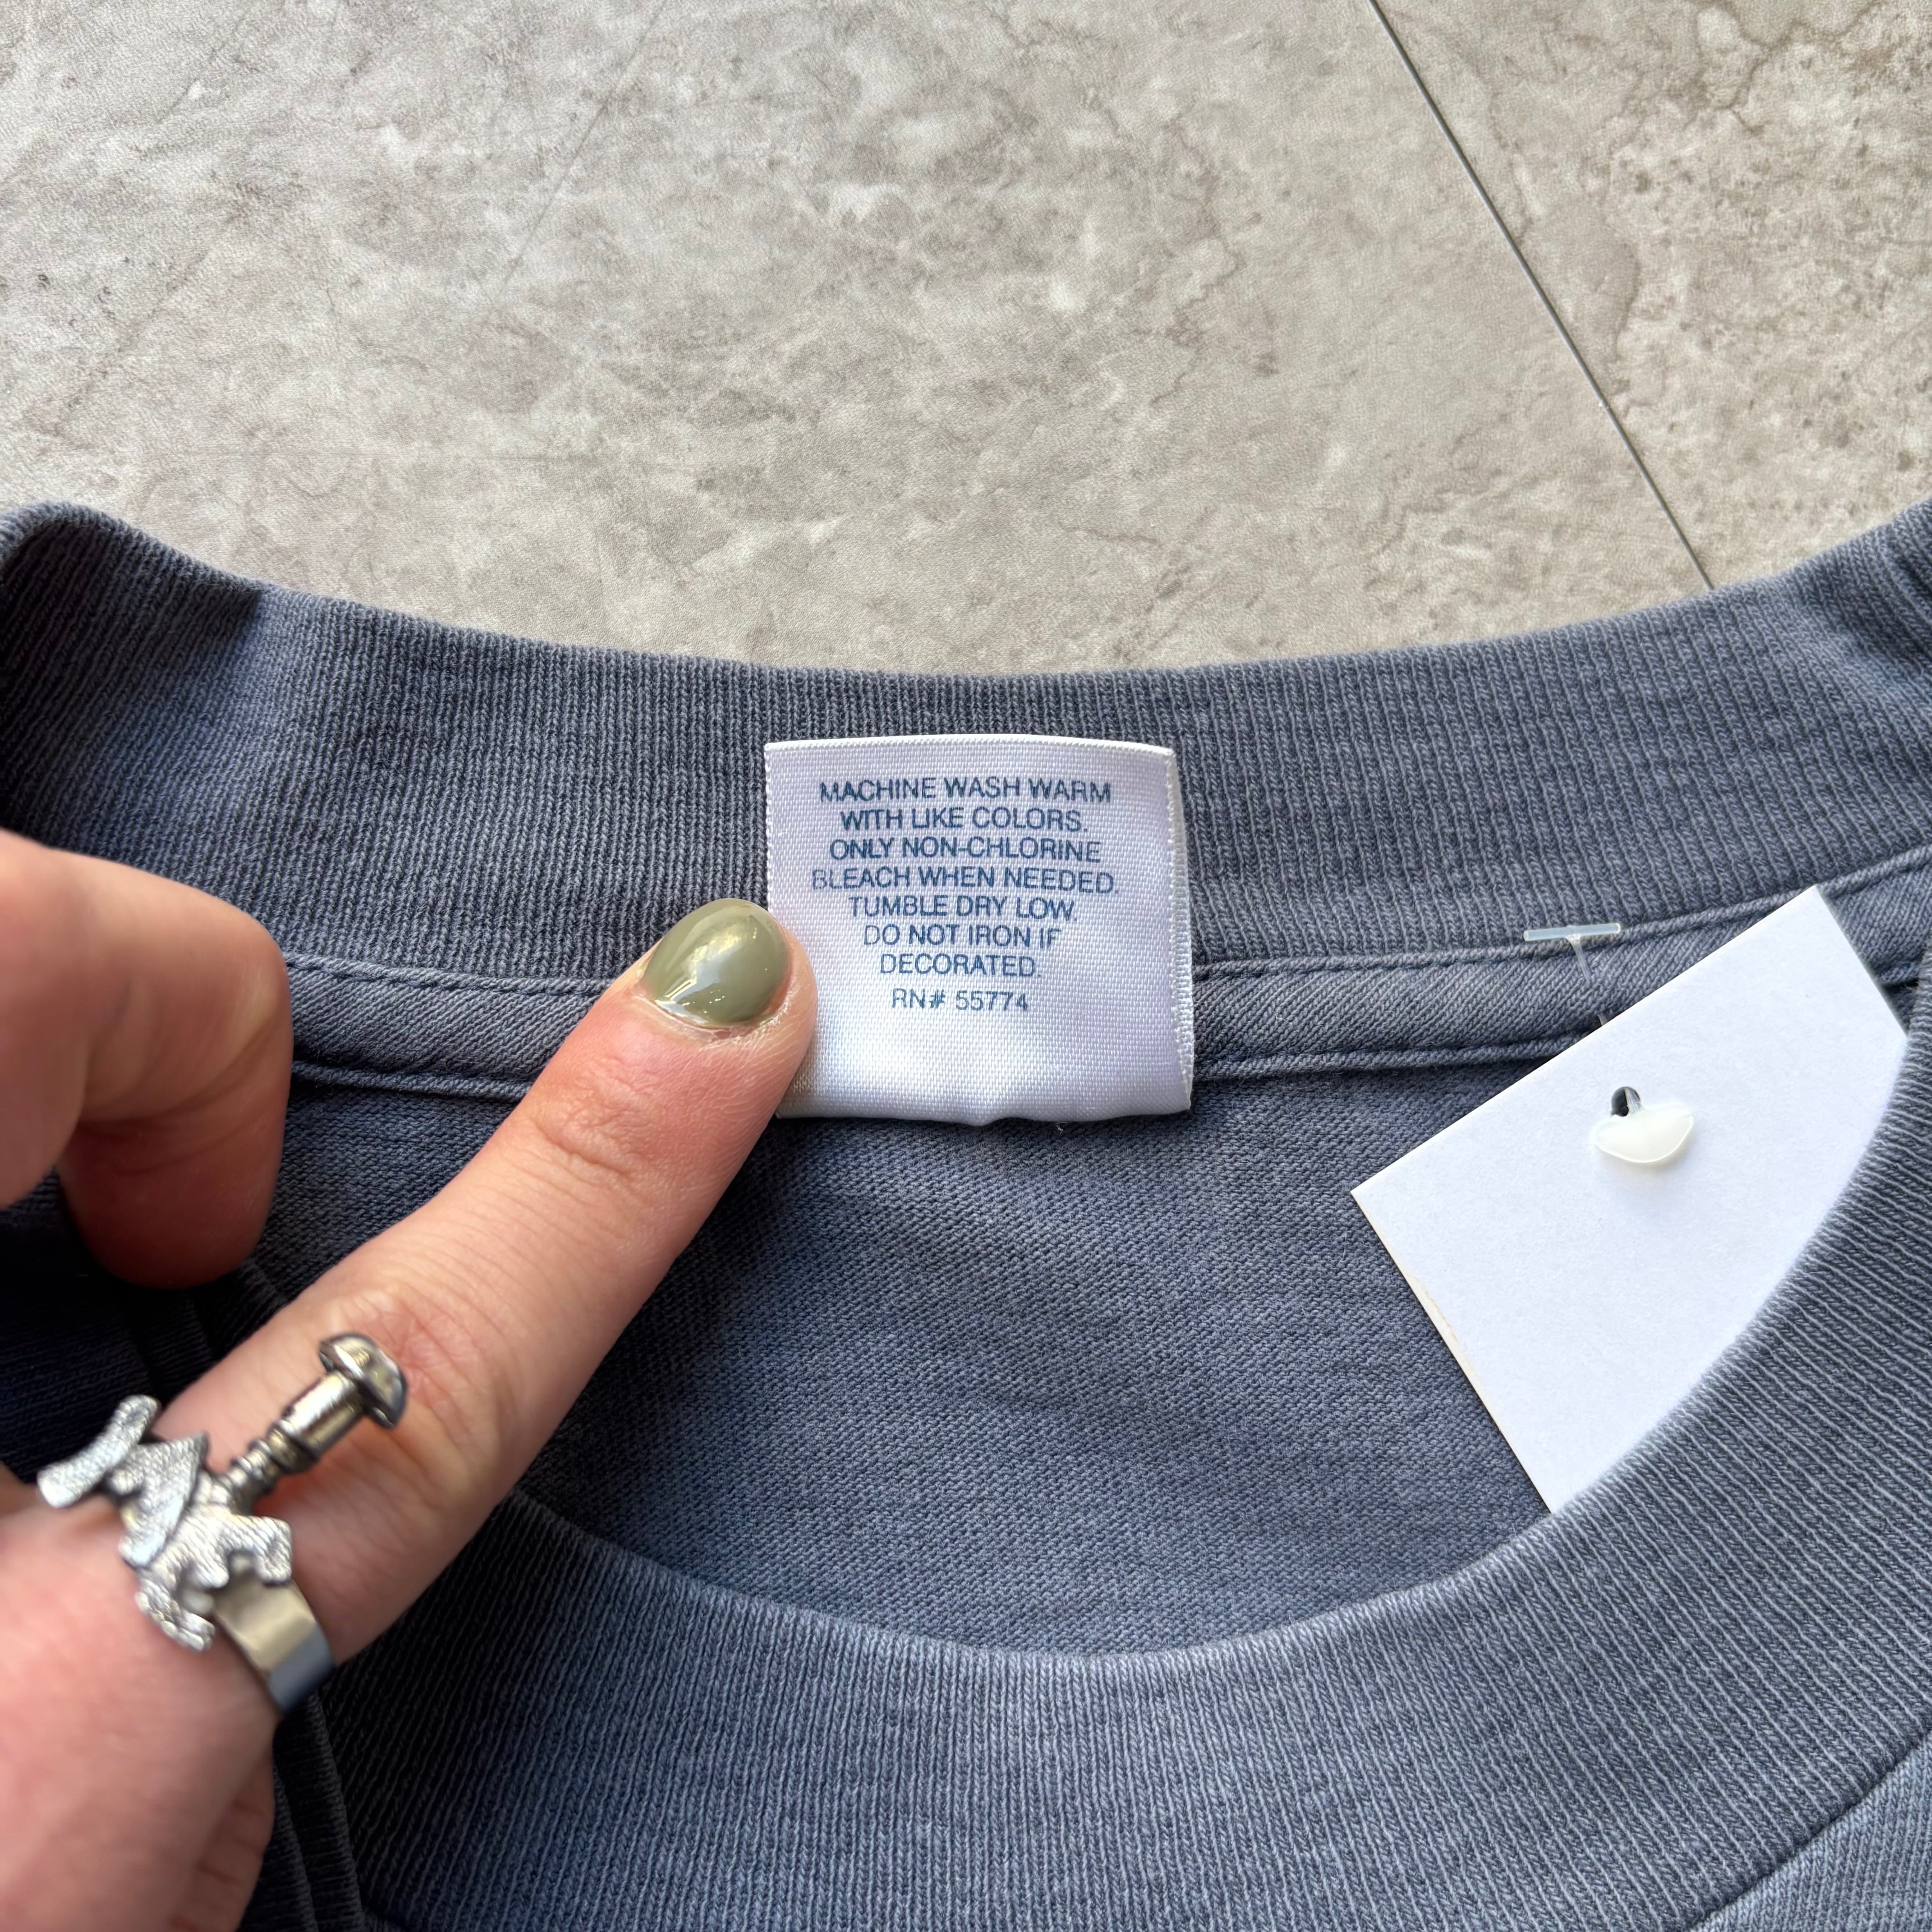 MACHINE WASH WARM
WITH LIKE COLORS.
ONLY NON-CHLORINE
BLEACH WHEN NEEDED.
TUMBLE DRY LOW.
DO NOT IRON IF
DECORATED.
RN# 55774